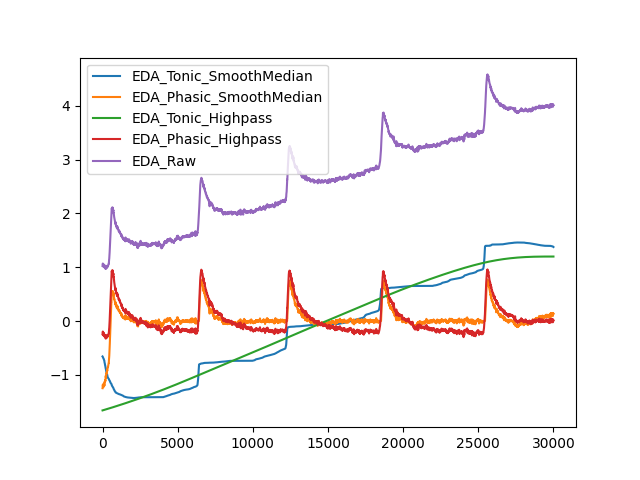 EDA_Tonic_SmoothMedian
EDA_Phasic_SmoothMedian
EDA_Tonic_Highpass
EDA_Phasic_Highpass
EDA_Raw
4
3
2
1
0
−1
0 5000 10000 15000 20000 25000 30000